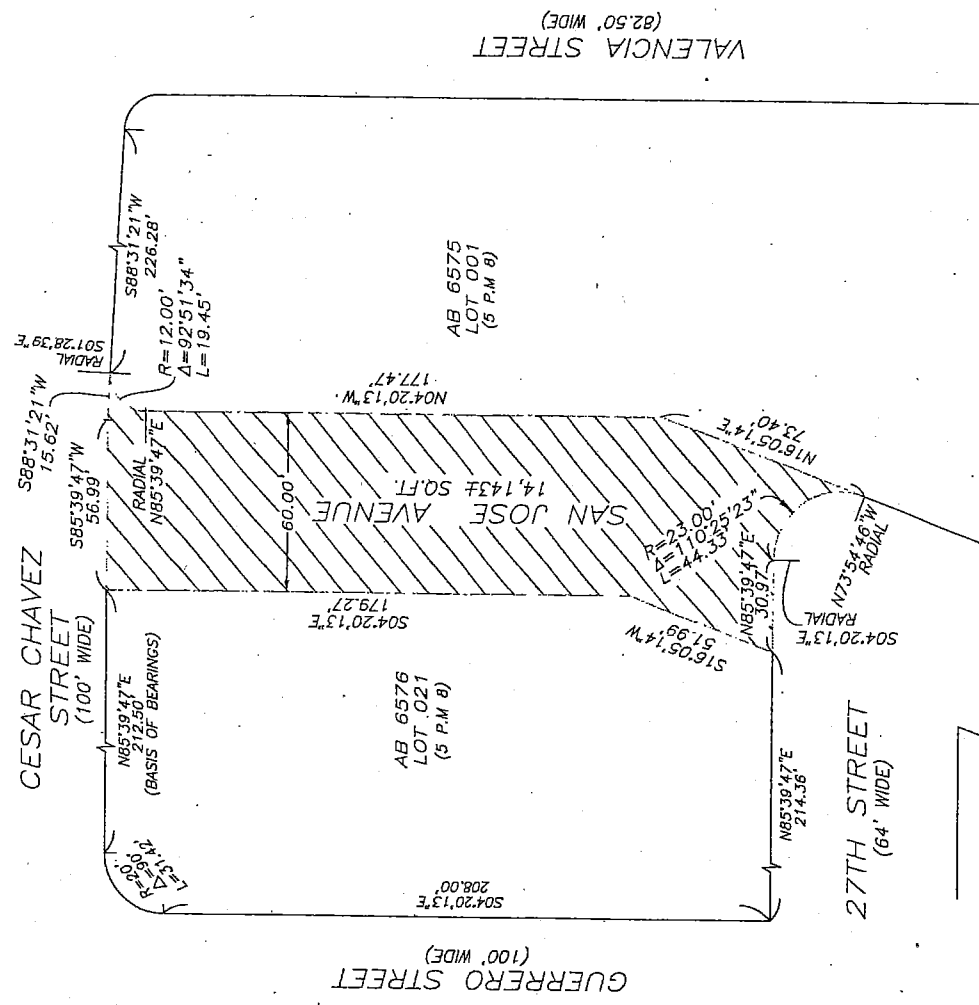 VALENCIA STREET
(82.50' WIDE)
CESAR CHAVEZ
STREET
(100' WIDE)
N85°39'47"E
212.50'
(BASIS OF BEARINGS)
S85°39'47"W
56.99'
S88°31'21"W
15.62'
S01°28'39"E
RADIAL
S88°31'21"W
226.28'
R=12.00'
Δ=92°51'34"
L=19.45'
RADIAL
N85°39'47"E
60.00'
R=20'
Δ=90°
L=31.42'
S04°20'13"E
208.00'
GUERRERO STREET
(100' WIDE)
AB 6576
LOT 021
(5 P.M 8)
S04°20'13"E
179.27'
SAN JOSE AVENUE
14,143± SQ.FT.
N04°20'13"W
177.47'
AB 6575
LOT 001
(5 P.M 8)
S16°05'14"W
51.99'
R=23.00'
Δ=110°25'23"
L=44.33'
N16°05'14"E
73.40'
N85°39'47"E
30.97'
N85°39'47"E
214.36'
S04°20'13"E
RADIAL
N73°54'46"W
RADIAL
27TH STREET
(64' WIDE)